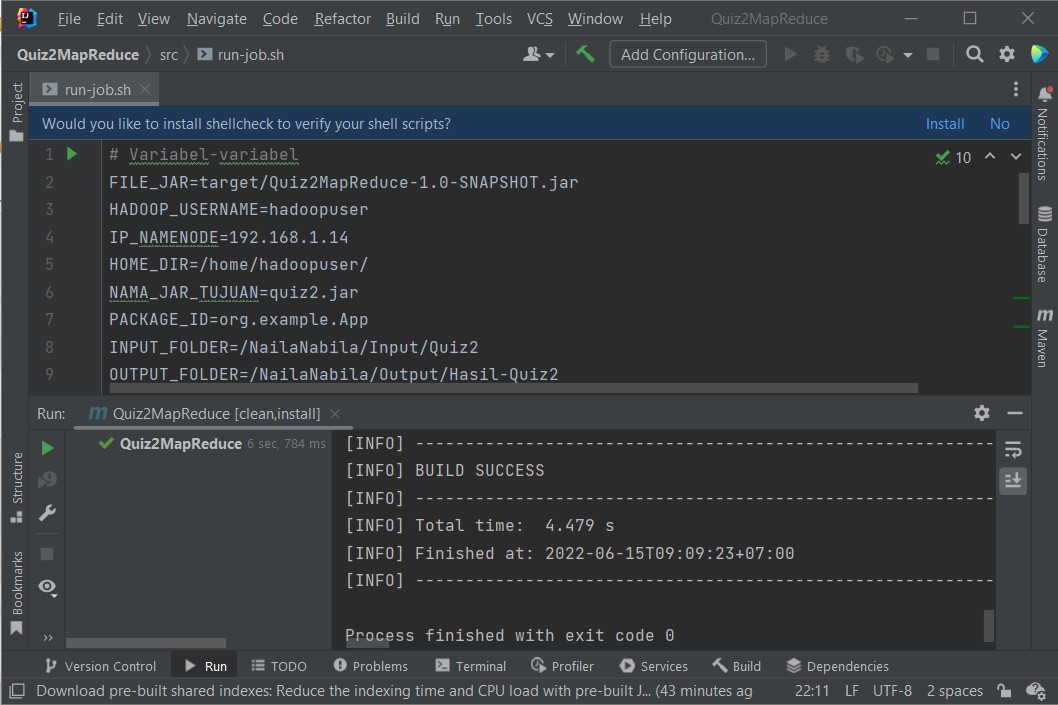 File Edit View Navigate Code Refactor Build Run Tools VCS Window Help Quiz2MapReduce
Quiz2MapReduce src run-job.sh Add Configuration...
Project
run-job.sh
Would you like to install shellcheck to verify your shell scripts? Install No
1 # Variabel-variabel 10
2 FILE_JAR=target/Quiz2MapReduce-1.0-SNAPSHOT.jar
3 HADOOP_USERNAME=hadoopuser
4 IP_NAMENODE=192.168.1.14
5 HOME_DIR=/home/hadoopuser/
6 NAMA_JAR_TUJUAN=quiz2.jar
7 PACKAGE_ID=org.example.App
8 INPUT_FOLDER=/NailaNabila/Input/Quiz2
9 OUTPUT_FOLDER=/NailaNabila/Output/Hasil-Quiz2
Notifications
Database
m Maven
Run: m Quiz2MapReduce [clean,install]
Quiz2MapReduce 6 sec, 784 ms
[INFO] ----------------------------------------------------------
[INFO] BUILD SUCCESS
[INFO] ----------------------------------------------------------
[INFO] Total time: 4.479 s
[INFO] Finished at: 2022-06-15T09:09:23+07:00
[INFO] ----------------------------------------------------------
Process finished with exit code 0
Structure
Bookmarks
Version Control Run TODO Problems Terminal Profiler Services Build Dependencies
Download pre-built shared indexes: Reduce the indexing time and CPU load with pre-built J... (43 minutes ag 22:11 LF UTF-8 2 spaces